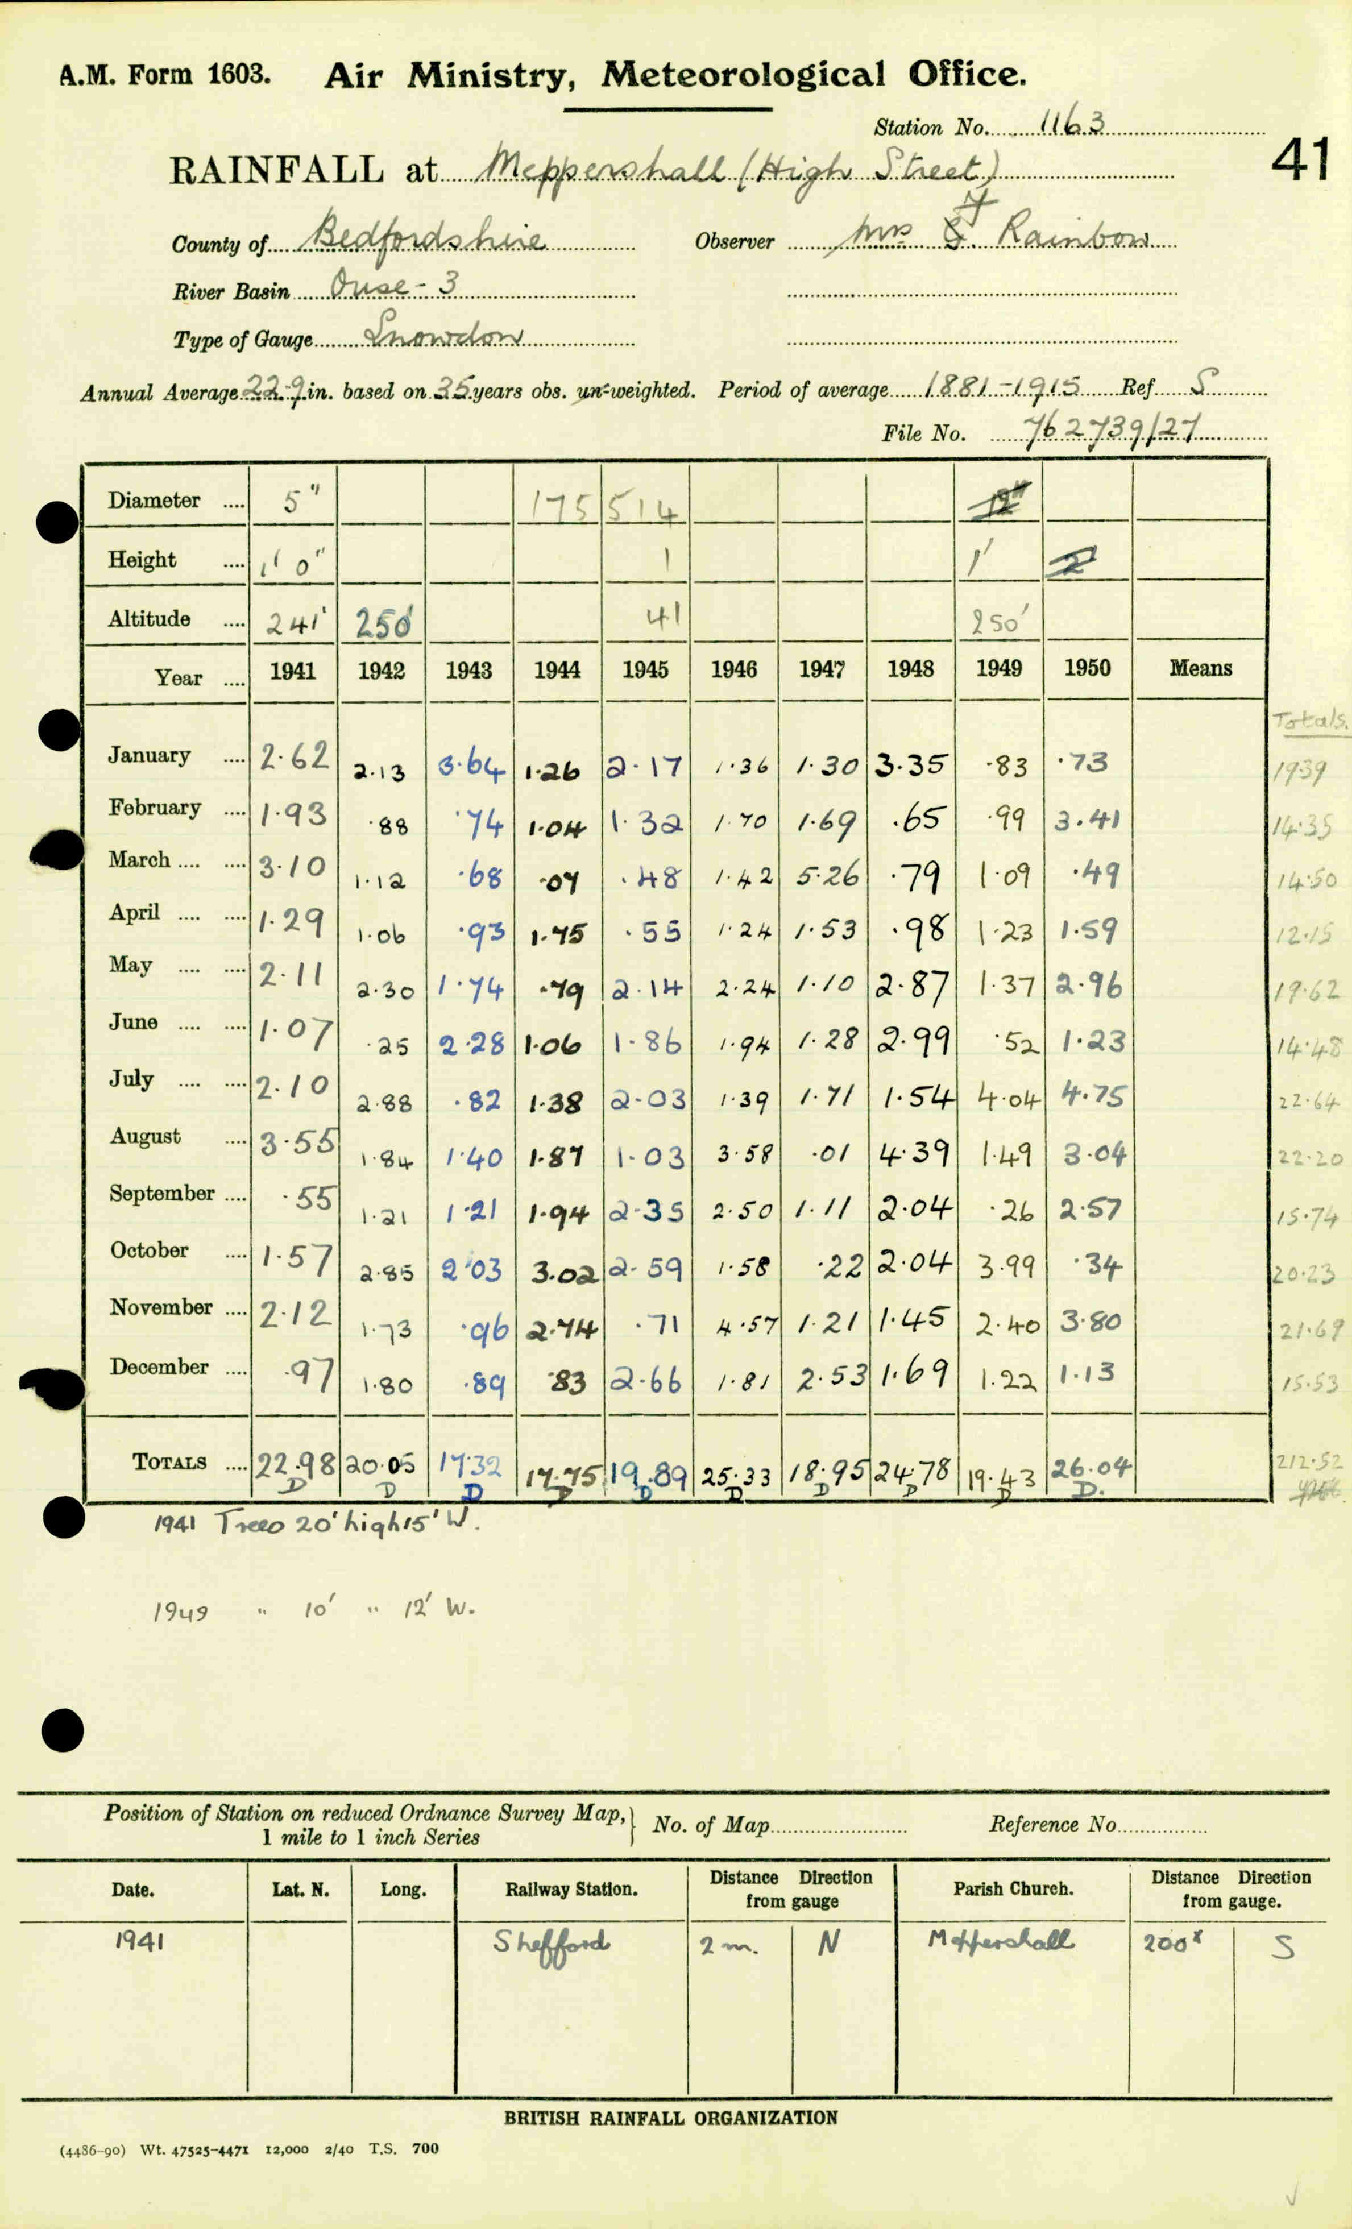 A.M. Form 1603. Air Ministry, Meteorological Office.
Station No. 1163
41
RAINFALL at Meppershall (High Street)
County of Bedfordshire Observer Mrs Rainbow
River Basin Ouse - 3
Type of Gauge Snowdon
Annual Average 22.9 in. based on 35 years obs. un-weighted. Period of average 1881-1915 Ref S
File No. 762739/27
Diameter .... 5" 175 514 12"
Height .... 1' 0" 1 1' 2'
Altitude .... 241' 250' 41 250'
Year .... 1941 1942 1943 1944 1945 1946 1947 1948 1949 1950 Means
Totals.
January .... 2.62 2.13 3.64 1.26 2.17 1.36 1.30 3.35 .83 .73 19.39
February .... 1.93 .88 .74 1.04 1.32 1.70 1.69 .65 .99 3.41 14.35
March .... .... 3.10 1.12 .68 .07 .48 1.42 5.26 .79 1.09 .49 14.50
April .... .... 1.29 1.06 .93 1.75 .55 1.24 1.53 .98 1.23 1.59 12.15
May .... .... 2.11 2.30 1.74 .79 2.14 2.24 1.10 2.87 1.37 2.96 19.62
June .... .... 1.07 .25 2.28 1.06 1.86 1.94 1.28 2.99 .52 1.23 14.48
July .... .... 2.10 2.88 .82 1.38 2.03 1.39 1.71 1.54 4.04 4.75 22.64
August .... 3.55 1.84 1.40 1.87 1.03 3.58 .01 4.39 1.49 3.04 22.20
September .... .55 1.21 1.21 1.94 2.35 2.50 1.11 2.04 .26 2.57 15.74
October .... 1.57 2.85 2.03 3.02 2.59 1.58 .22 2.04 3.99 .34 20.23
November .... 2.12 1.73 .96 2.74 .71 4.57 1.21 1.45 2.40 3.80 21.69
December .... .97 1.80 .89 .83 2.66 1.81 2.53 1.69 1.22 1.13 15.53
TOTALS .... 22.98 20.05 17.32 17.75 19.89 25.33 18.95 24.78 19.43 26.04 212.52
D D D D D D D D D D.
1941 Trees 20' high 15' W.
1949 " 10' " 12' W.
Position of Station on reduced Ordnance Survey Map, 1 mile to 1 inch Series } No. of Map Reference No.
Date. Lat. N. Long. Railway Station. Distance Direction from gauge Parish Church. Distance Direction from gauge.
1941 Shefford 2 m. N Meppershall 200x S
BRITISH RAINFALL ORGANIZATION
(4486-90) Wt. 47525-4471 12,000 2/40 T.S. 700